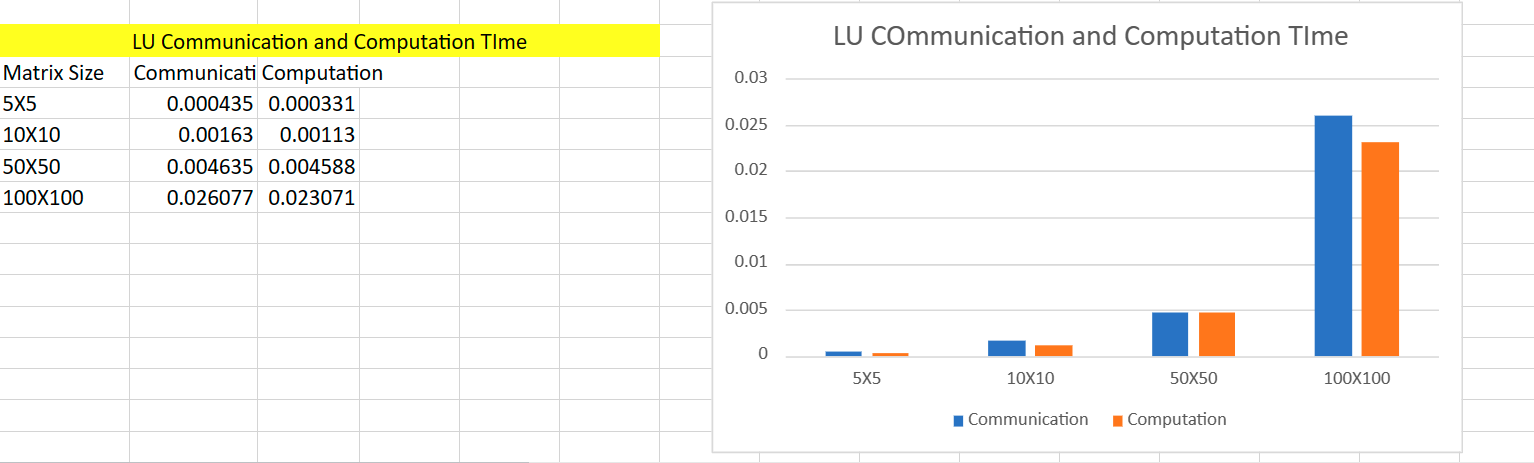 LU Communication and Computation TIme
Matrix Size Communicati Computation
5X5 0.000435 0.000331
10X10 0.00163 0.00113
50X50 0.004635 0.004588
100X100 0.026077 0.023071
LU COmmunication and Computation TIme
0.03
0.025
0.02
0.015
0.01
0.005
0
5X5 10X10 50X50 100X100
Communication Computation